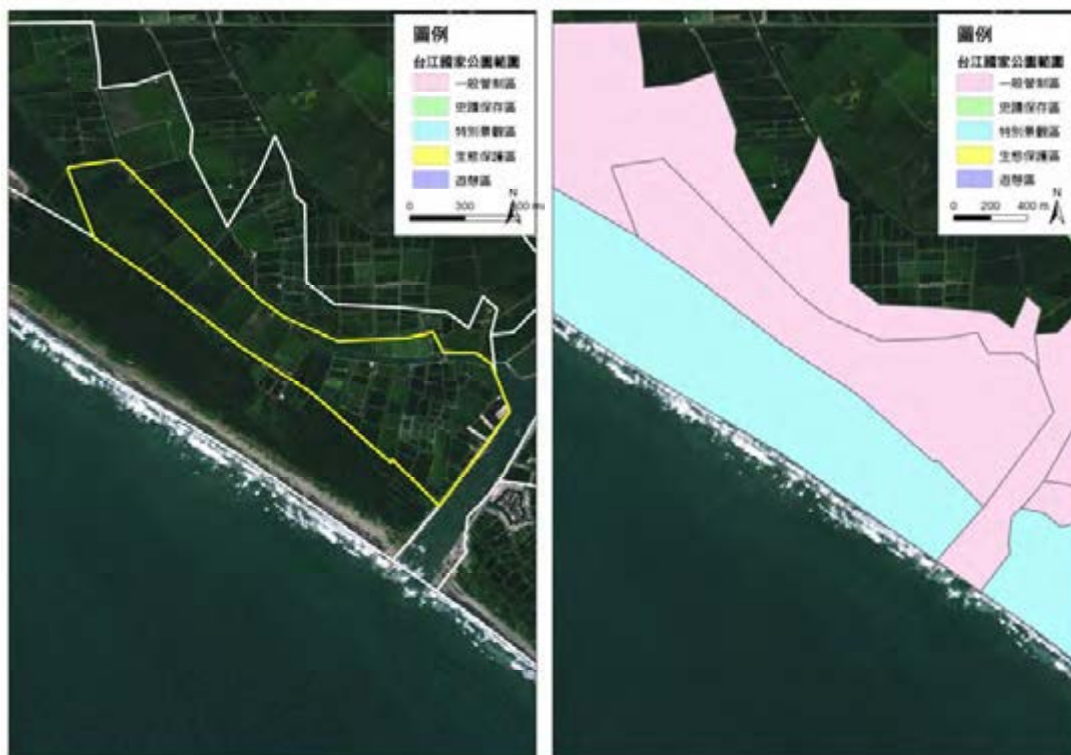 圖例
台江國家公園範圍
一般管制區
史蹟保存區
特別景觀區
生態保護區
遊憩區
N
0 300 600 m
圖例
台江國家公園範圍
一般管制區
史蹟保存區
特別景觀區
生態保護區
遊憩區
N
0 200 400 m